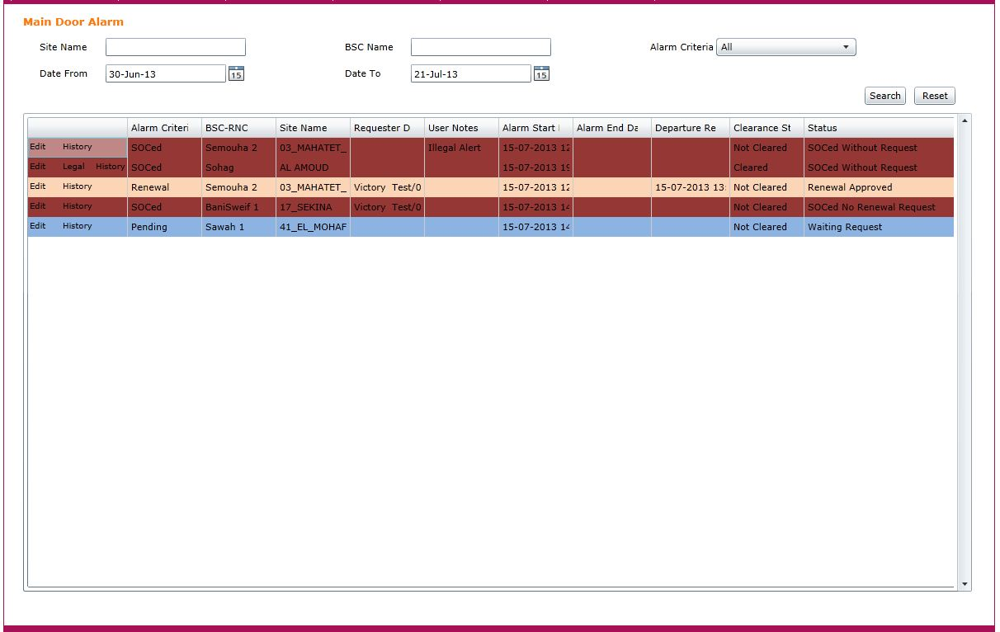 Main Door Alarm
Site Name BSC Name Alarm Criteria All
Date From 30-Jun-13 15 Date To 21-Jul-13 15
Search Reset
Alarm Criteri BSC-RNC Site Name Requester D User Notes Alarm Start Alarm End Da Departure Re Clearance St Status
Edit History SOCed Semouha 2 03_MAHATET_ Illegal Alert 15-07-2013 12 Not Cleared SOCed Without Request
Edit Legal History SOCed Sohag AL AMOUD 15-07-2013 19 Cleared SOCed Without Request
Edit History Renewal Semouha 2 03_MAHATET_ Victory Test/0 15-07-2013 12 15-07-2013 13: Not Cleared Renewal Approved
Edit History SOCed BaniSweif 1 17_SEKINA Victory Test/0 15-07-2013 14 Not Cleared SOCed No Renewal Request
Edit History Pending Sawah 1 41_EL_MOHAF 15-07-2013 14 Not Cleared Waiting Request